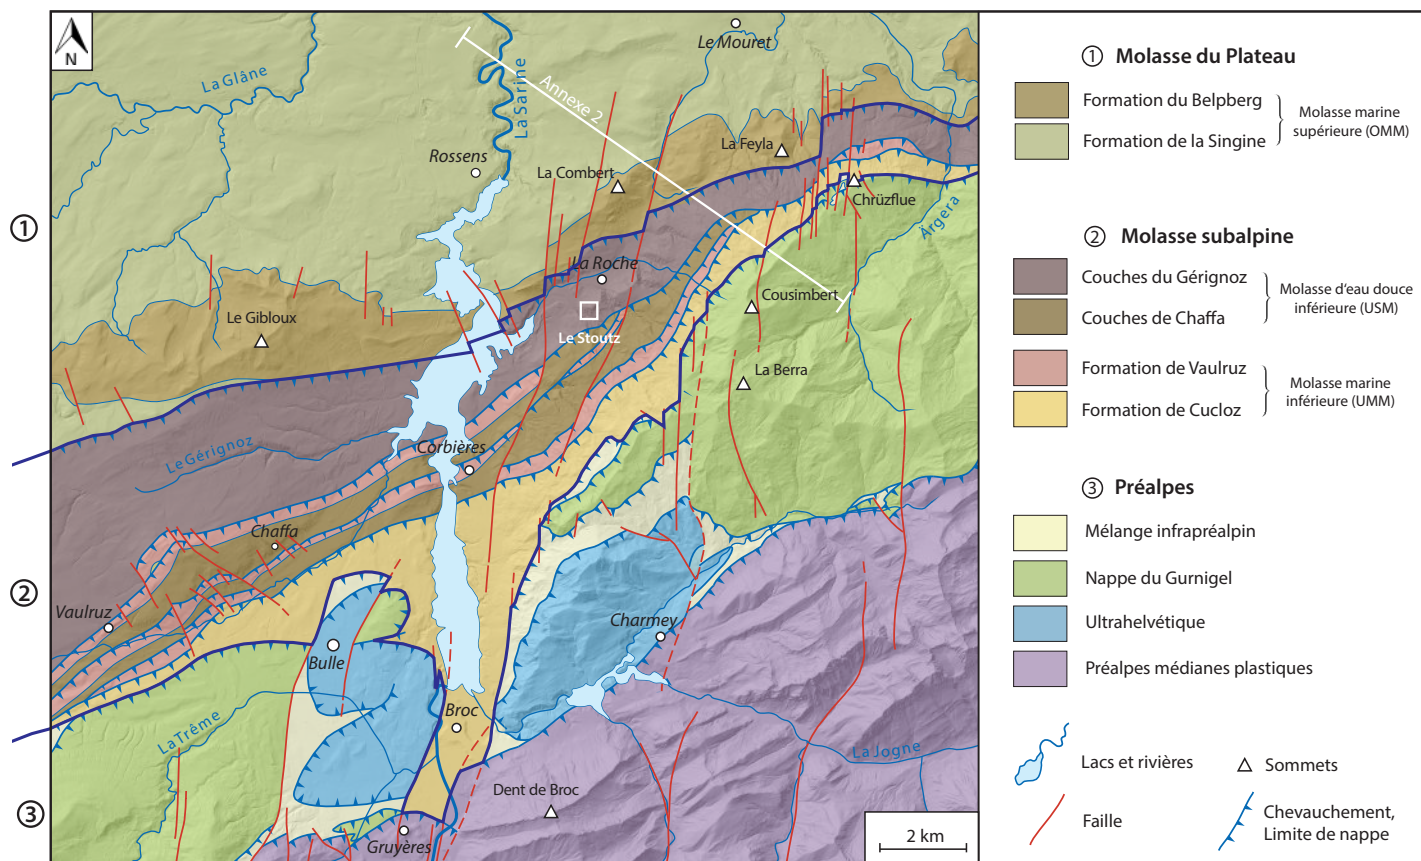 N
La Glâne
La Sarine
Le Mouret
Annexe 2
Rossens
La Combert
La Feyla
Chrüzflue
Ärgera
①
La Roche
Le Stoutz
Cousimbert
Le Gibloux
La Berra
Le Gérignoz
Corbières
Chaffa
②
Vaulruz
Bulle
Charmey
La Trême
Broc
La Jogne
③
Dent de Broc
Gruyères
2 km
① Molasse du Plateau
Formation du Belpberg
Formation de la Singine
Molasse marine
supérieure (OMM)
② Molasse subalpine
Couches du Gérignoz
Couches de Chaffa
Molasse d'eau douce
inférieure (USM)
Formation de Vaulruz
Formation de Cucloz
Molasse marine
inférieure (UMM)
③ Préalpes
Mélange infrapréalpin
Nappe du Gurnigel
Ultrahelvétique
Préalpes médianes plastiques
Lacs et rivières
Sommets
Faille
Chevauchement,
Limite de nappe